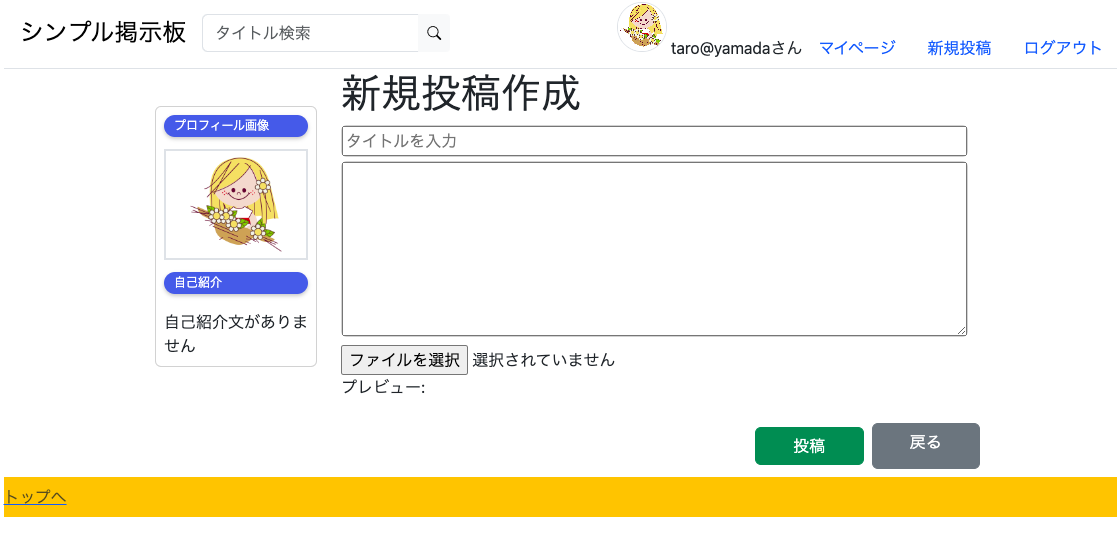 シンプル掲示板
タイトル検索
taro@yamadaさん
マイページ
新規投稿
ログアウト
プロフィール画像
自己紹介
自己紹介文がありま
せん
新規投稿作成
タイトルを入力
ファイルを選択 選択されていません
プレビュー:
投稿
戻る
トップへ